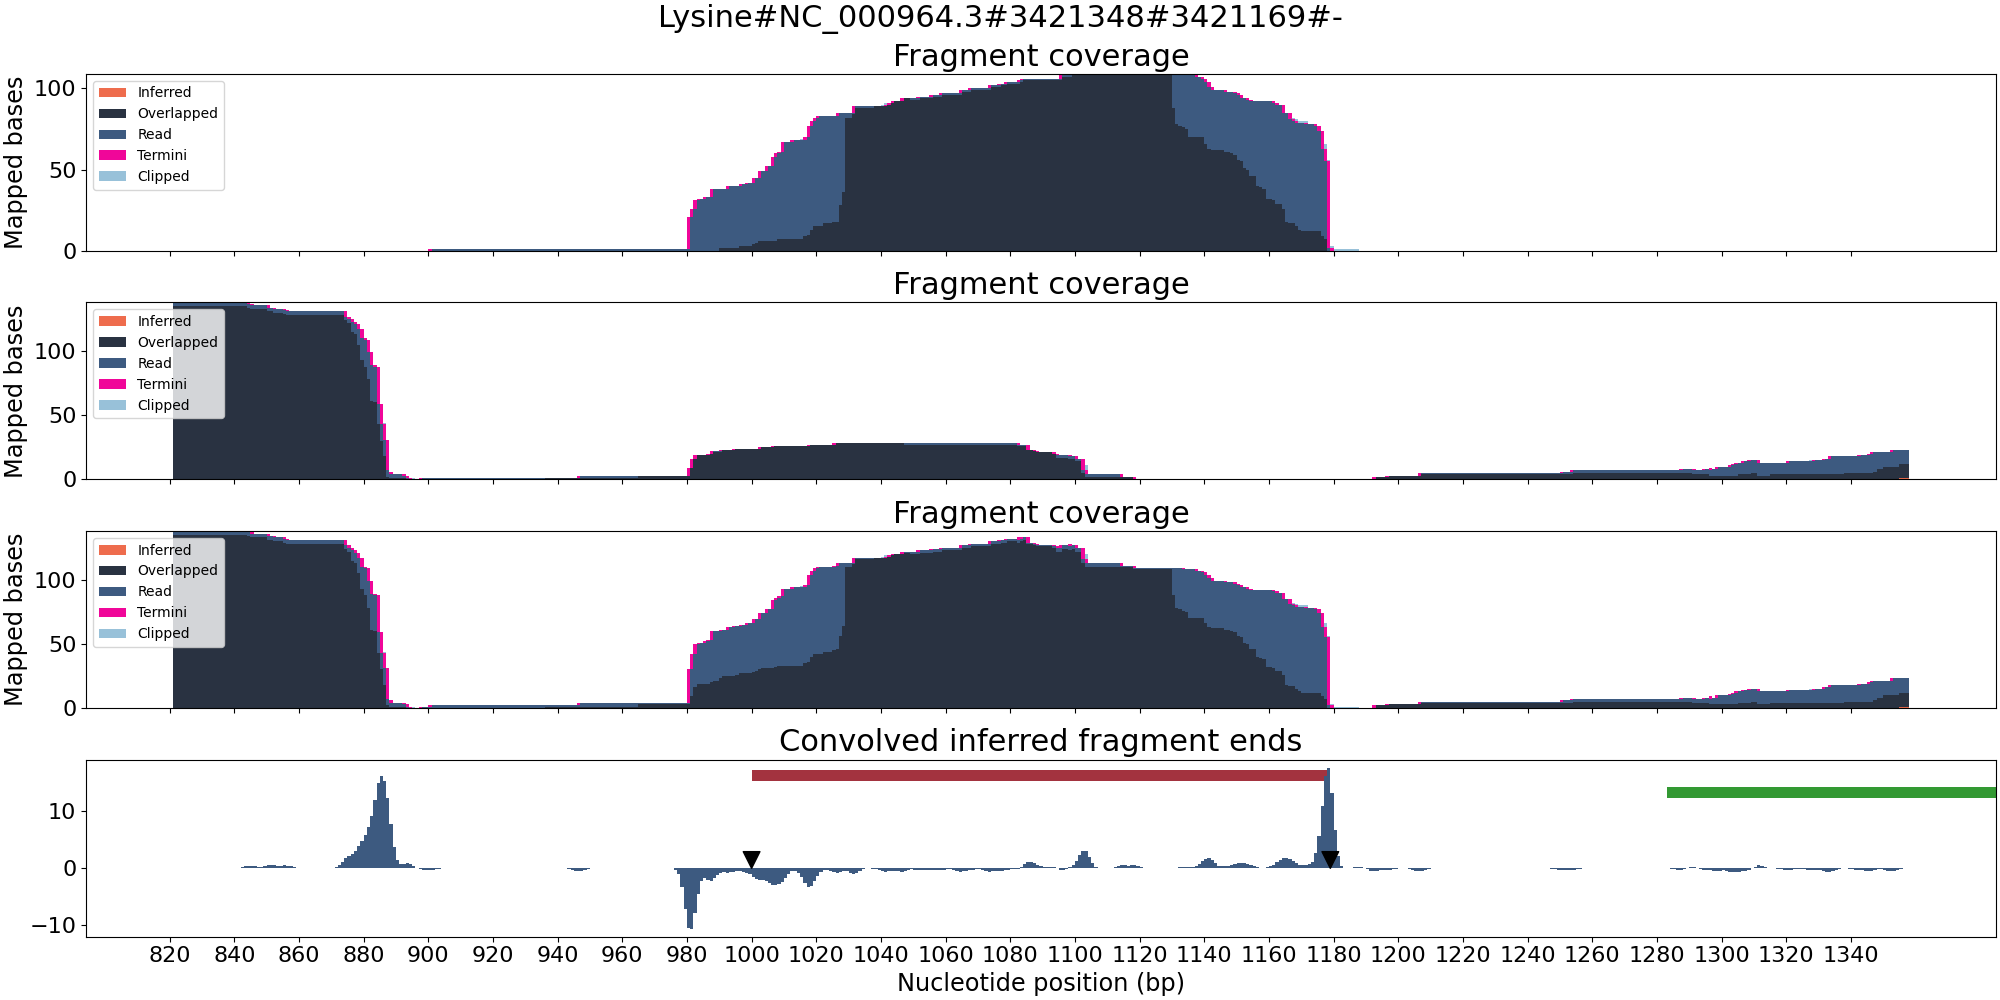 Lysine#NC_000964.3#3421348#3421169#-
Fragment coverage
Mapped bases
100
50
0
Inferred
Overlapped
Read
Termini
Clipped
Fragment coverage
Mapped bases
100
50
0
Inferred
Overlapped
Read
Termini
Clipped
Fragment coverage
Mapped bases
100
50
0
Inferred
Overlapped
Read
Termini
Clipped
Convolved inferred fragment ends
10
0
−10
820 840 860 880 900 920 940 960 980 1000 1020 1040 1060 1080 1100 1120 1140 1160 1180 1200 1220 1240 1260 1280 1300 1320 1340
Nucleotide position (bp)